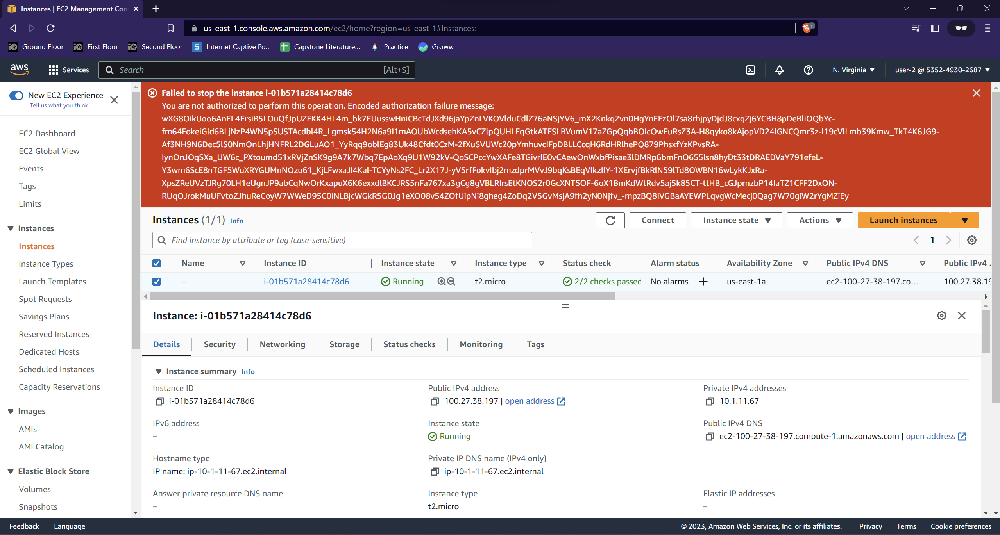 Instances | EC2 Management Con
us-east-1.console.aws.amazon.com/ec2/home?region=us-east-1#Instances:
1
Ground Floor
First Floor
Second Floor
Internet Captive Po...
Capstone Literature...
Practice
Groww
aws
Services
Search
[Alt+S]
N. Virginia
user-2 @ 5352-4930-2687
New EC2 Experience
Tell us what you think
EC2 Dashboard
EC2 Global View
Events
Tags
Limits
Instances
Instances
Instance Types
Launch Templates
Spot Requests
Savings Plans
Reserved Instances
Dedicated Hosts
Scheduled Instances
Capacity Reservations
Images
AMIs
AMI Catalog
Elastic Block Store
Volumes
Snapshots
Failed to stop the instance i-01b571a28414c78d6
You are not authorized to perform this operation. Encoded authorization failure message:
wXG8OikUoo6AnEL4ErsiB5LOuQfJpUZFKK4HL4m_bk7EUusswHniCBcTdJXd96jaYpZnLVKOVlduCdlZ76aNSjYV6_mX2KnkqZvn0HgYnEFzOl7sa8rhjpyDjdJ8cxqZj6YCBH8pDeBliOQbYc-
fm64FokeiGld6BLjNzP4WN5pSUSTAcdbl4R_Lgmsk54H2N6a9I1mAOUbWcdsehKA5vCZlpQUHLFqGtkATESLBVumV17aZGpQqbBOIcOwEuRsZ3A-H8qyko8kAjopVD24lGNCQmr3z-l19cVlLmb39Kmw_TkT4K6JG9-
Af3NH9N6Dec5lS0NmOnLhjHNFRL2DGLuAO1_YyRqq9oblEg83Uk48Cfdt0CzM-2fXuSVUWc20pYmhuvcIFpDBLLCcqH6RdHRlhePQ879PhsxfYzKPvsRA-
IynOnJOqSXa_UW6c_PXtoumd51xRVjZnSK9g9A7k7Wbq7EpAoXq9U1W92kV-QoSCPccYwXAFe8TGivrlE0vCAewOnWxbfPisae3lDMRp6bmFnO655lsn8hyDt33tDRAEDVaY791efeL-
Y3wm6ScE8nTGF5WuXRYGUMnNOzu61_KjLFwxaJI4Kal-TCYyNs2FC_Lr2X17J-yV5rfFokvIbj2mzdprMVvJ9bqKsBEqVlkzIlY-1XErvjfBkRlN59lTd8OWBN16wLykKJxRa-
XpsZReUVzTJRg70LH1eUgnJP9abCqNwOrKxapuX6K6exxdlBKCJRS5nFa767xa3gCg8gVBLRIrsEtKNOS2r0GcXNT5OF-6oX1BmKdWtRdv5aj5k85CT-ttHB_cGJprnzbP14IaTZ1CFF2DxON-
RUqOJrokMuUFvtoZJhuReCoyW7WWeD95C0iNLBjcWGkR5G0Jg1eXO08v54ZOfUipNi8gheg4ZoDq2V5GvMsjA9fh2yN0Njfv_-mpzBQ8IVGBaAYEWPLqvgWcMecj0Qag7W70giW2rYgMZiEy
Instances (1/1) Info
Connect
Instance state
Actions
Launch instances
Find instance by attribute or tag (case-sensitive)
1
Name Instance ID Instance state Instance type Status check Alarm status Availability Zone Public IPv4 DNS Public IPv4 .
– i-01b571a28414c78d6 Running t2.micro 2/2 checks passed No alarms + us-east-1a ec2-100-27-38-197.co... 100.27.38.19
Instance: i-01b571a28414c78d6
Details Security Networking Storage Status checks Monitoring Tags
Instance summary Info
Instance ID
i-01b571a28414c78d6
Public IPv4 address
100.27.38.197 | open address
Private IPv4 addresses
10.1.11.67
IPv6 address
–
Instance state
Running
Public IPv4 DNS
ec2-100-27-38-197.compute-1.amazonaws.com | open address
Hostname type
IP name: ip-10-1-11-67.ec2.internal
Private IP DNS name (IPv4 only)
ip-10-1-11-67.ec2.internal
Answer private resource DNS name
–
Instance type
t2.micro
Elastic IP addresses
–
Feedback
Language
© 2023, Amazon Web Services, Inc. or its affiliates.
Privacy
Terms
Cookie preferences